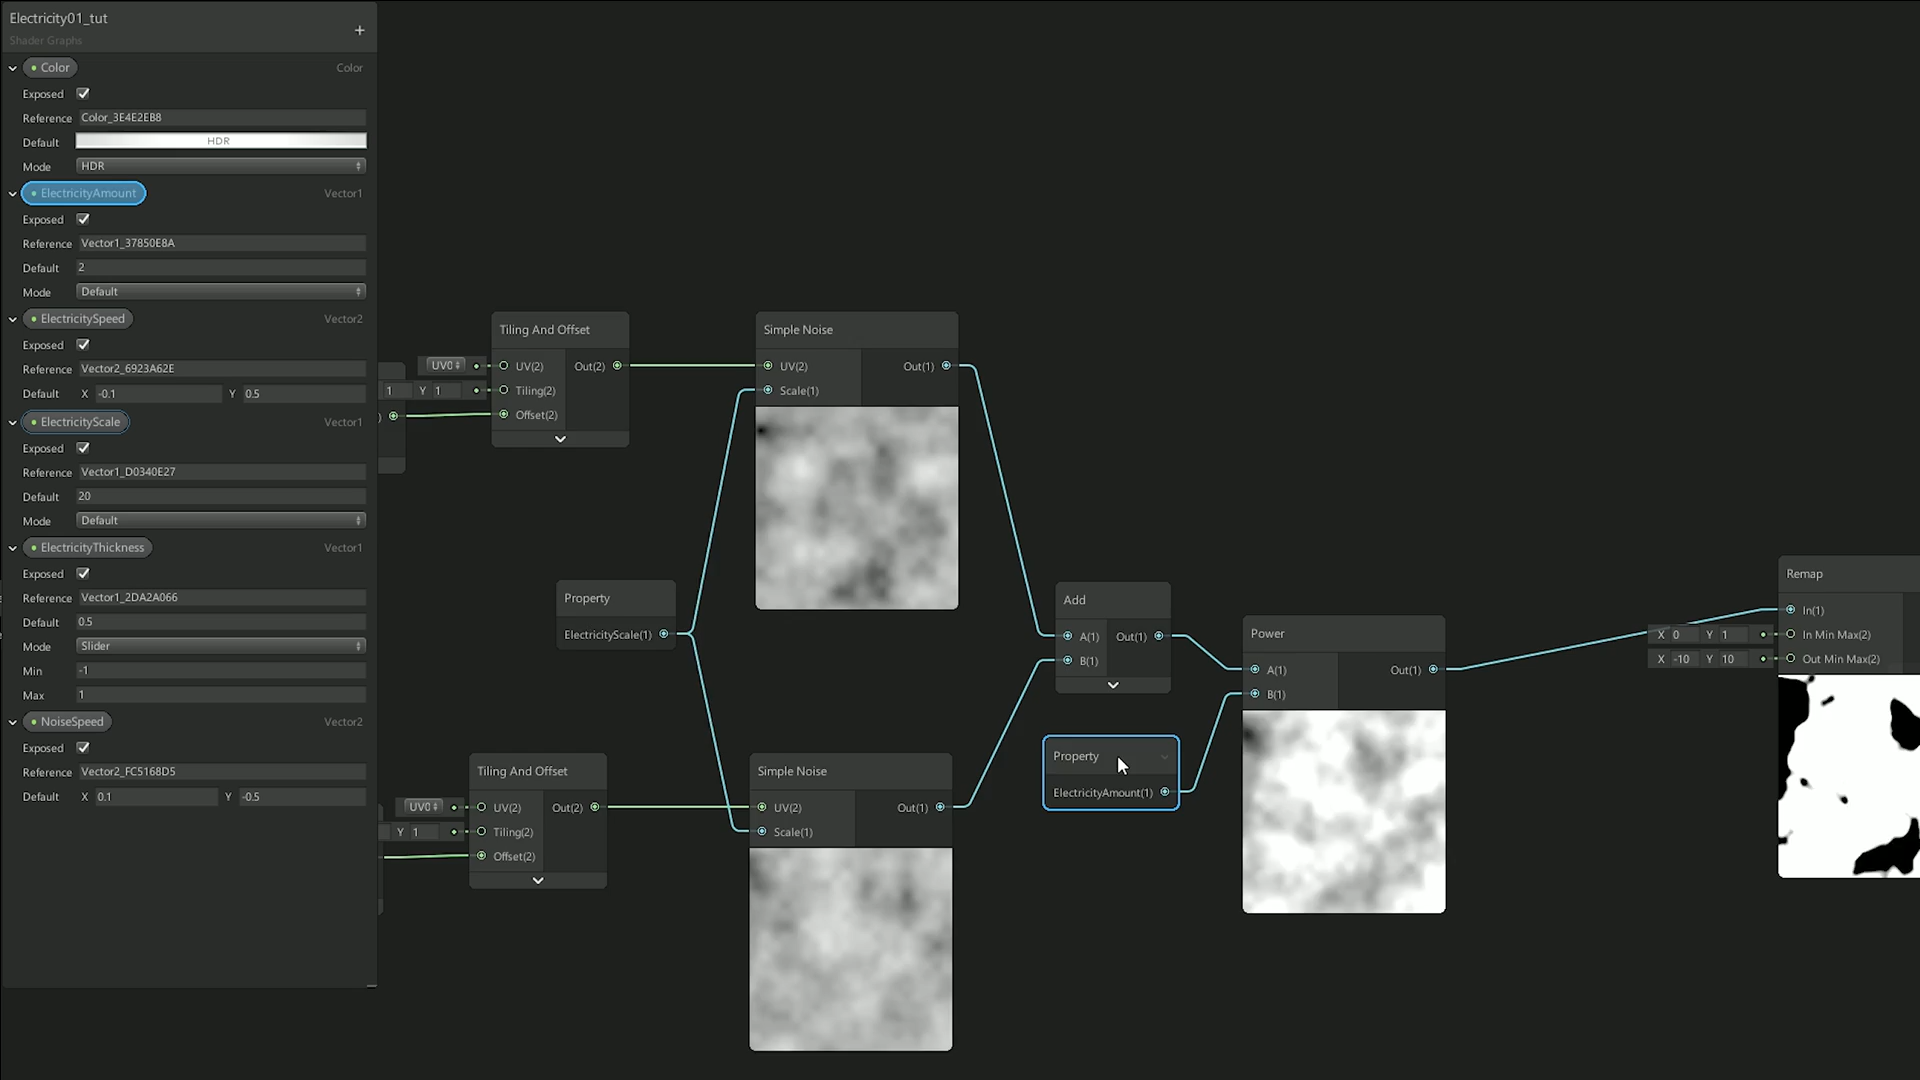 Electricity01_tut
Shader Graphs
+
Color Color
Exposed
Reference Color_3E4E2EB8
Default HDR
Mode HDR
ElectricityAmount Vector1
Exposed
Reference Vector1_37850E8A
Default 2
Mode Default
ElectricitySpeed Vector2
Exposed
Reference Vector2_6923A62E
Default X -0.1 Y 0.5
ElectricityScale Vector1
Exposed
Reference Vector1_D0340E27
Default 20
Mode Default
ElectricityThickness Vector1
Exposed
Reference Vector1_2DA2A066
Default 0.5
Mode Slider
Min -1
Max 1
NoiseSpeed Vector2
Exposed
Reference Vector2_FC5168D5
Default X 0.1 Y -0.5
Tiling And Offset
UV0 UV(2) Out(2)
1 Y 1 Tiling(2)
) Offset(2)
Simple Noise
UV(2) Out(1)
Scale(1)
Property
ElectricityScale(1)
Tiling And Offset
UV0 UV(2) Out(2)
Y 1 Tiling(2)
Offset(2)
Simple Noise
UV(2) Out(1)
Scale(1)
Add
A(1) Out(1)
B(1)
Property
ElectricityAmount(1)
Power
A(1) Out(1)
B(1)
Remap
In(1)
X 0 Y 1 In Min Max(2)
X -10 Y 10 Out Min Max(2)